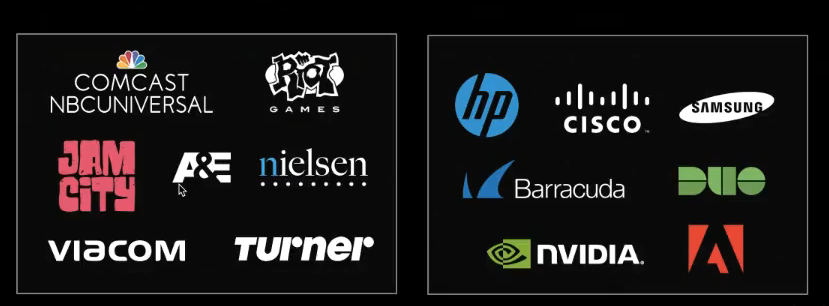 COMCAST
NBCUNIVERSAL
RIOT
GAMES
JAM
CITY
A&E
nielsen
VIACOM
Turner
hp
CISCO
SAMSUNG
Barracuda
DUO
NVIDIA.